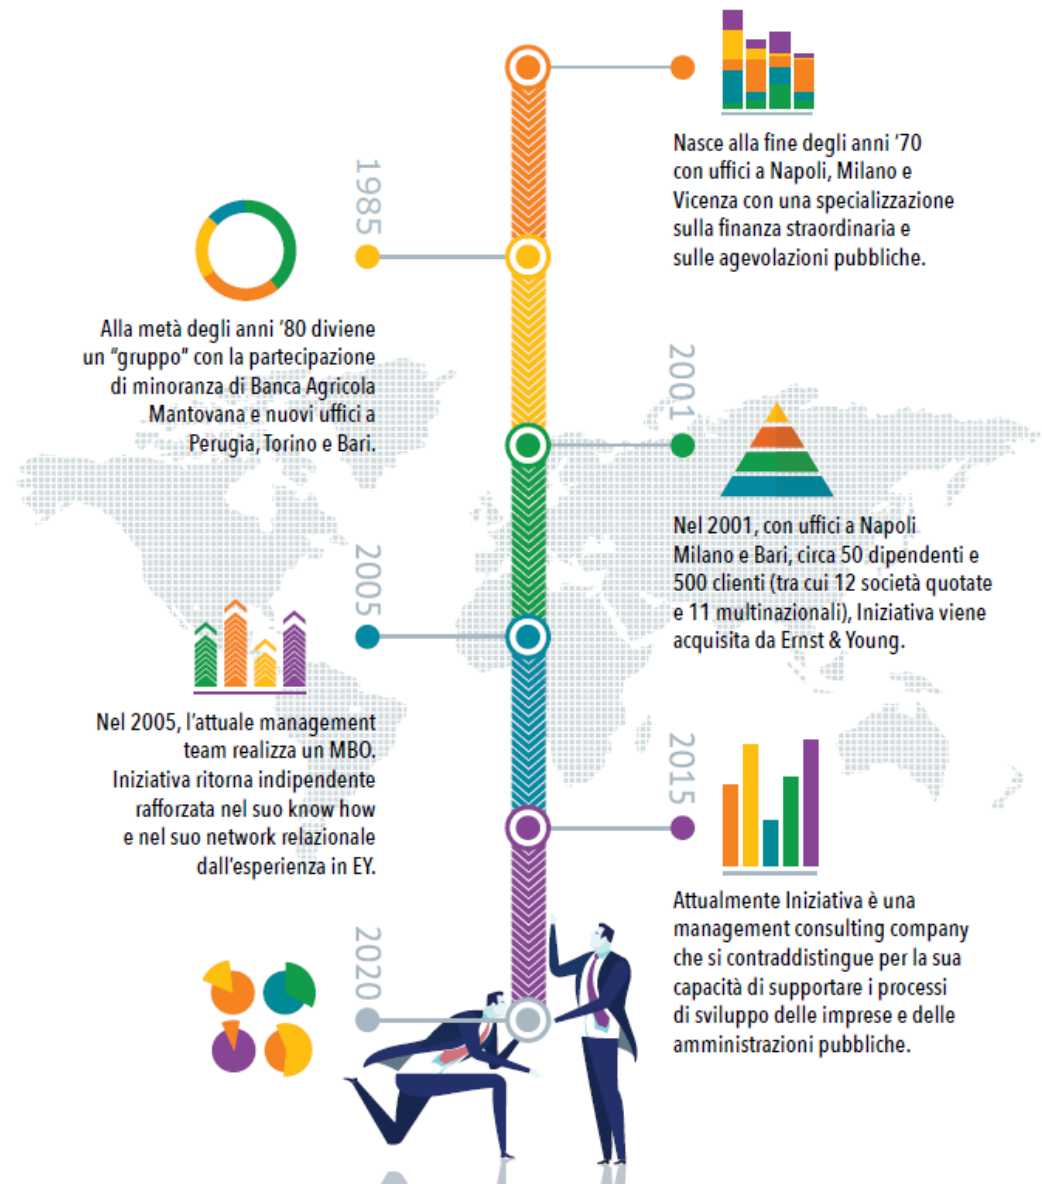 Nasce alla fine degli anni ’70
con uffici a Napoli, Milano e
Vicenza con una specializzazione
sulla finanza straordinaria e
sulle agevolazioni pubbliche.
1985
Alla metà degli anni ’80 diviene
un “gruppo” con la partecipazione
di minoranza di Banca Agricola
Mantovana e nuovi uffici a
Perugia, Torino e Bari.
2001
Nel 2001, con uffici a Napoli
Milano e Bari, circa 50 dipendenti e
500 clienti (tra cui 12 società quotate
e 11 multinazionali), Iniziativa viene
acquisita da Ernst & Young.
2005
Nel 2005, l’attuale management
team realizza un MBO.
Iniziativa ritorna indipendente
rafforzata nel suo know how
e nel suo network relazionale
dall’esperienza in EY.
2015
Attualmente Iniziativa è una
management consulting company
che si contraddistingue per la sua
capacità di supportare i processi
di sviluppo delle imprese e delle
amministrazioni pubbliche.
2020